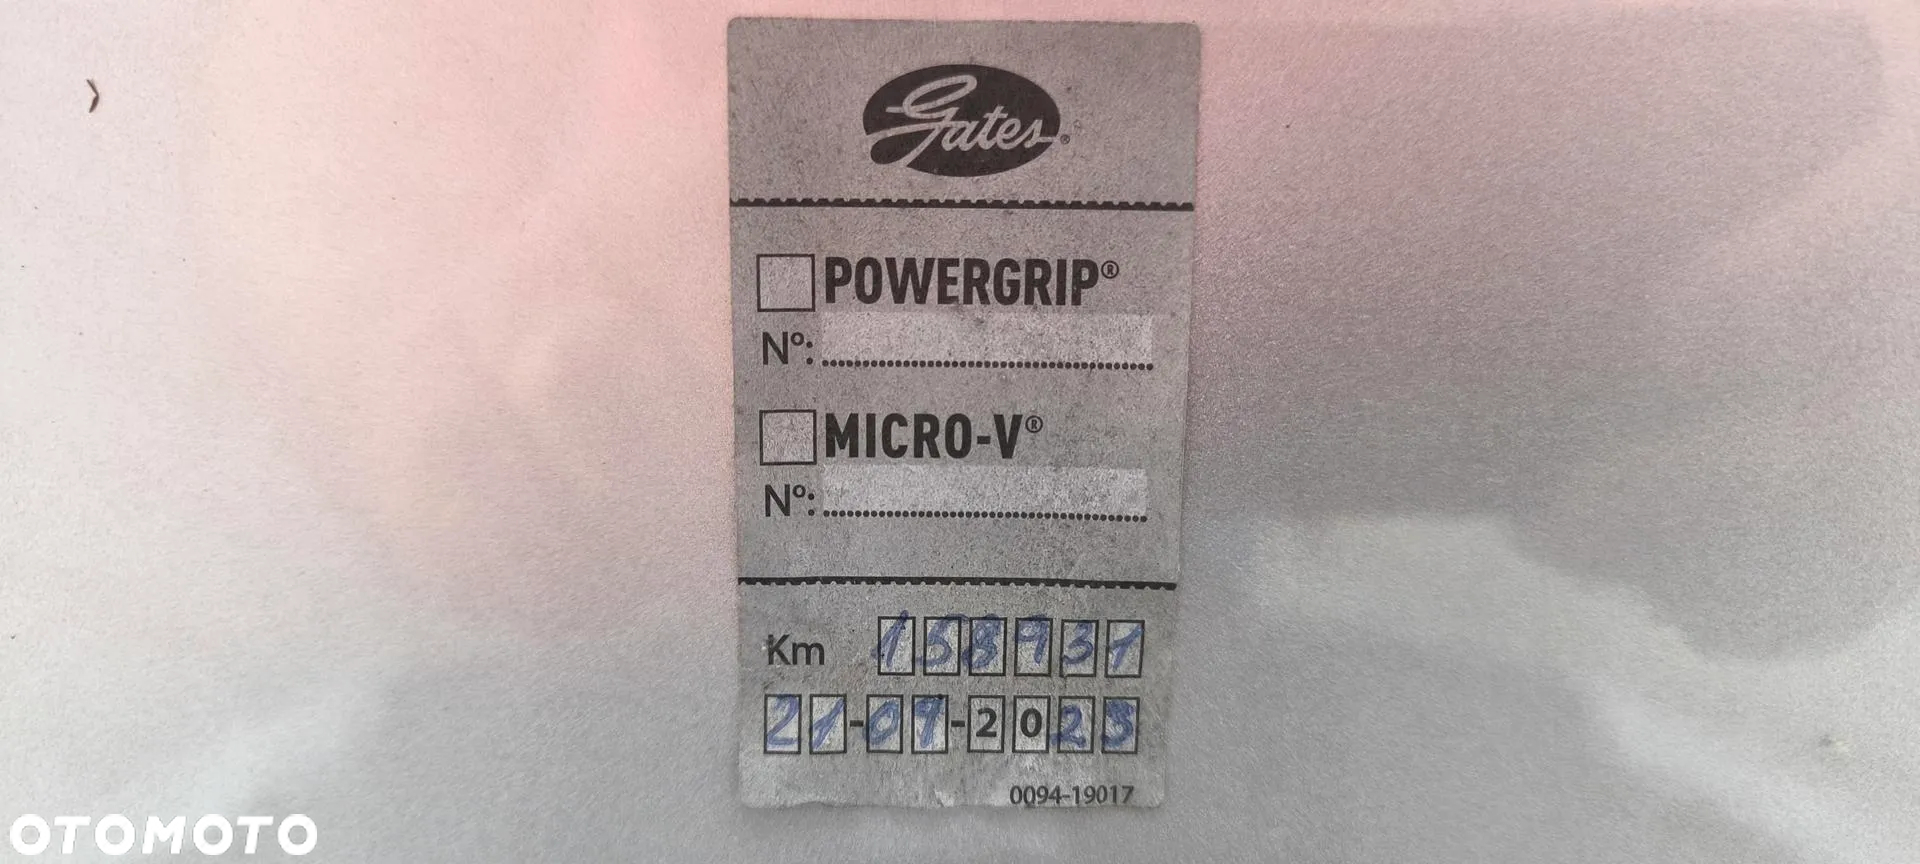 Gates®
POWERGRIP®
Nº:
MICRO-V®
Nº:
Km 158931
21-09-2023
0094-19017
OTOMOTO